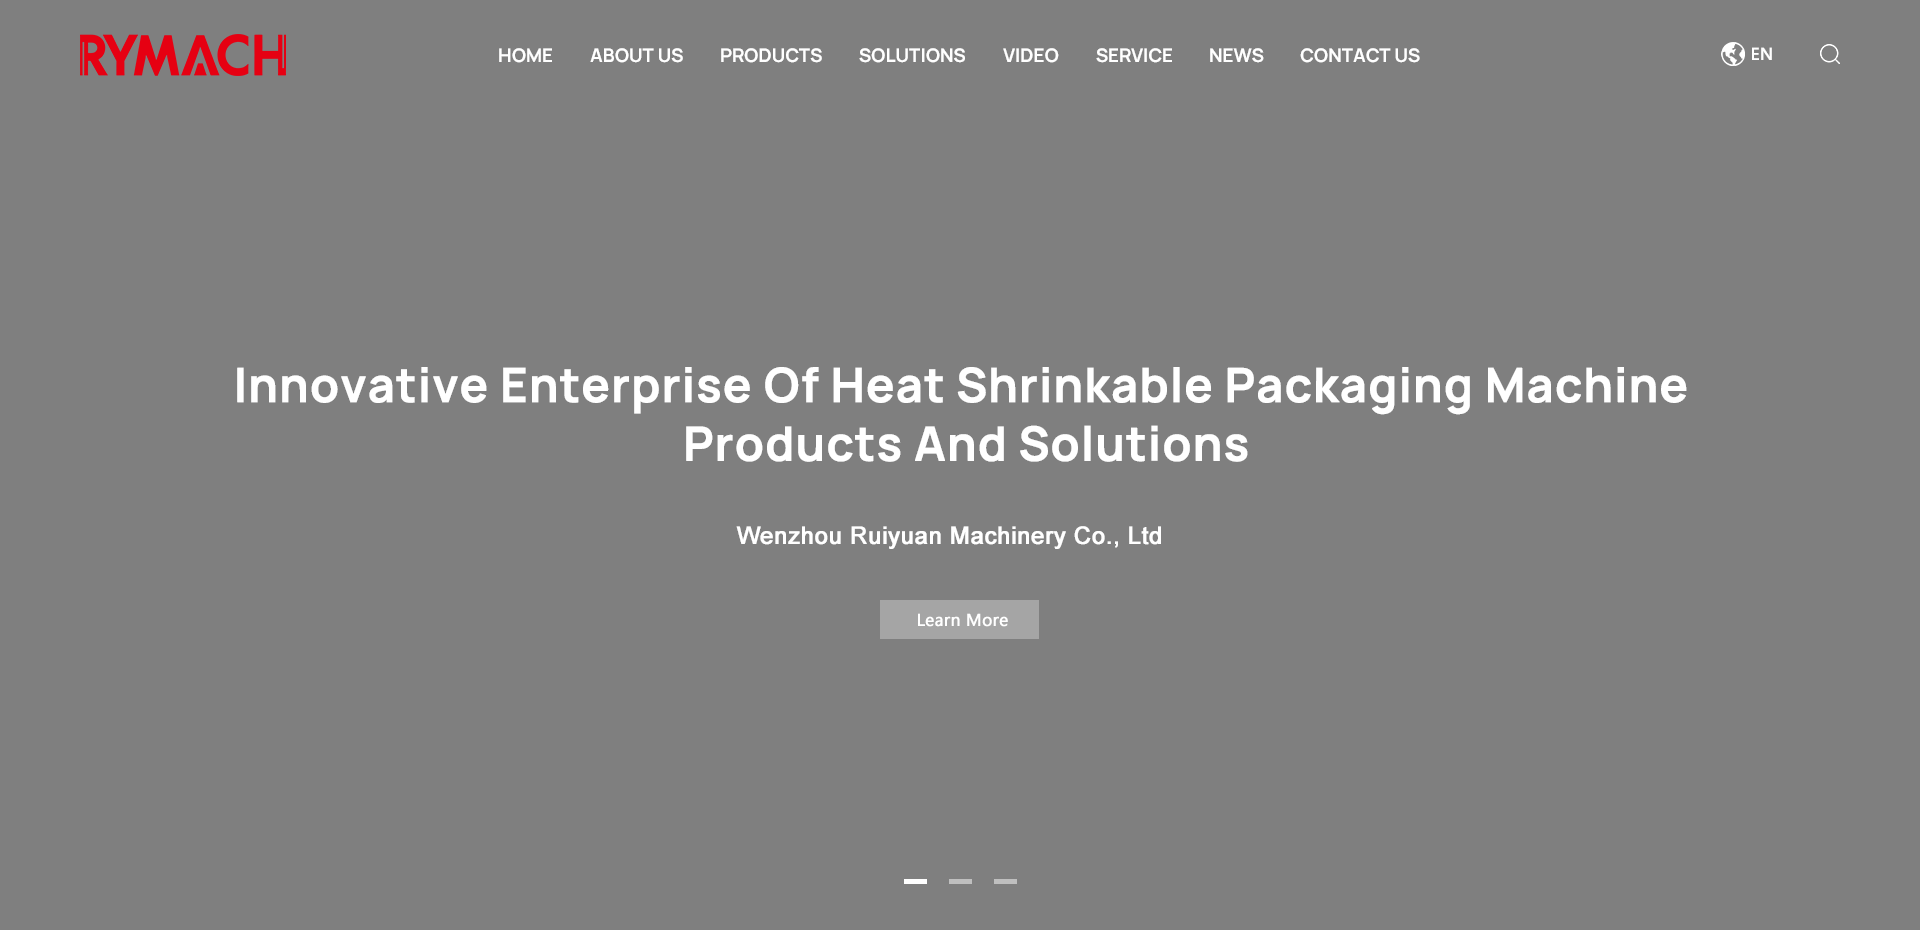 RYMACH
HOME ABOUT US PRODUCTS SOLUTIONS VIDEO SERVICE NEWS CONTACT US EN
Innovative Enterprise Of Heat Shrinkable Packaging Machine
Products And Solutions
Wenzhou Ruiyuan Machinery Co., Ltd
Learn More